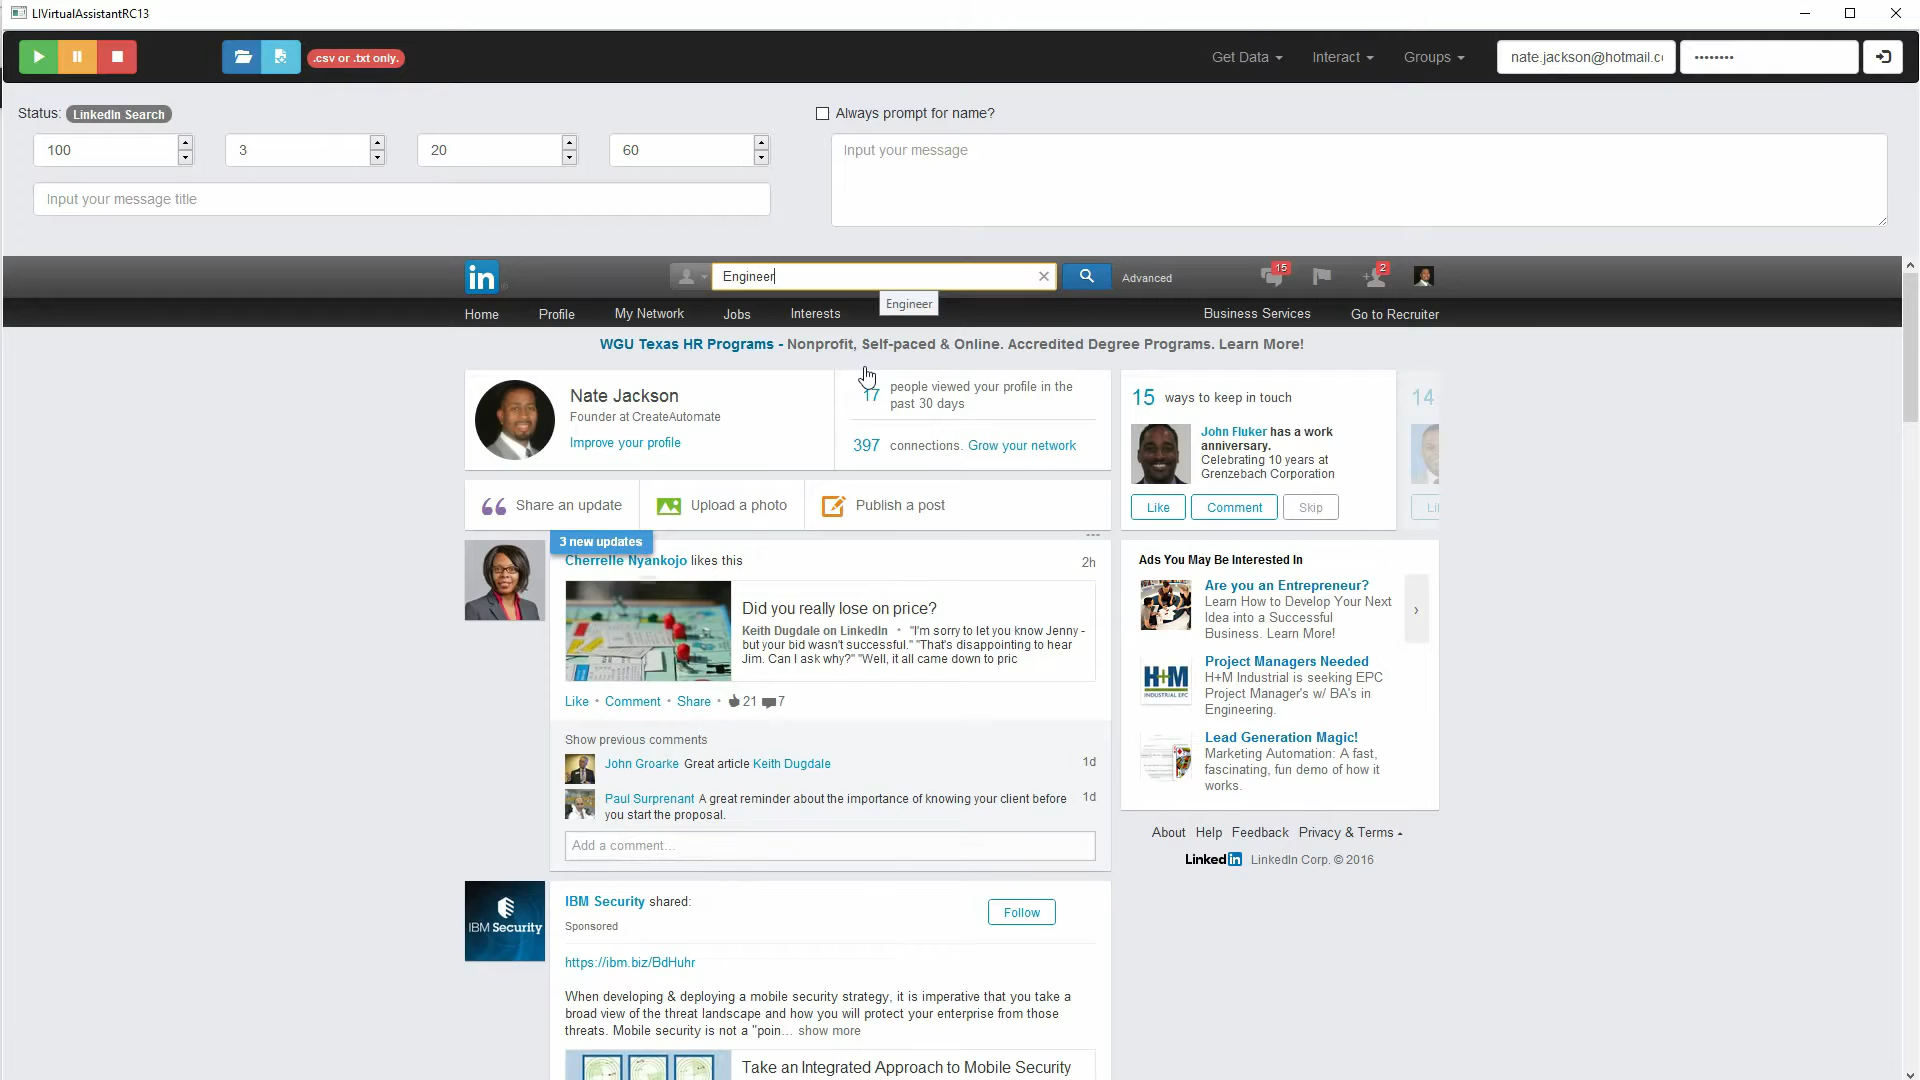 LIVirtualAssistantRC13
.csv or .txt only.
Get Data
Interact
Groups
nate.jackson@hotmail.c
••••••••
Status: LinkedIn Search
Always prompt for name?
100
3
20
60
Input your message
Input your message title
in
Engineer
Advanced
15
2
Engineer
Home
Profile
My Network
Jobs
Interests
Business Services
Go to Recruiter
WGU Texas HR Programs - Nonprofit, Self-paced & Online. Accredited Degree Programs. Learn More!
Nate Jackson
Founder at CreateAutomate
Improve your profile
17 people viewed your profile in the
past 30 days
397 connections. Grow your network
15 ways to keep in touch
14
John Fluker has a work
anniversary.
Celebrating 10 years at
Grenzebach Corporation
Like
Comment
Skip
Li
Share an update
Upload a photo
Publish a post
3 new updates
Cherrelle Nyankojo likes this
2h
Did you really lose on price?
Keith Dugdale on LinkedIn • "I'm sorry to let you know Jenny -
but your bid wasn't successful." "That's disappointing to hear
Jim. Can I ask why?" "Well, it all came down to pric
Like • Comment • Share • 21 7
Show previous comments
John Groarke Great article Keith Dugdale
1d
Paul Surprenant A great reminder about the importance of knowing your client before
you start the proposal.
1d
Add a comment...
Ads You May Be Interested In
Are you an Entrepreneur?
Learn How to Develop Your Next
Idea into a Successful
Business. Learn More!
H+M
INDUSTRIAL EPC
Project Managers Needed
H+M Industrial is seeking EPC
Project Manager's w/ BA's in
Engineering.
Lead Generation Magic!
Marketing Automation: A fast,
fascinating, fun demo of how it
works.
About Help Feedback Privacy & Terms
Linked in LinkedIn Corp. © 2016
IBM Security
IBM Security shared:
Sponsored
Follow
https://ibm.biz/BdHuhr
When developing & deploying a mobile security strategy, it is imperative that you take a
broad view of the threat landscape and how you will protect your enterprise from those
threats. Mobile security is not a "poin... show more
Take an Integrated Approach to Mobile Security